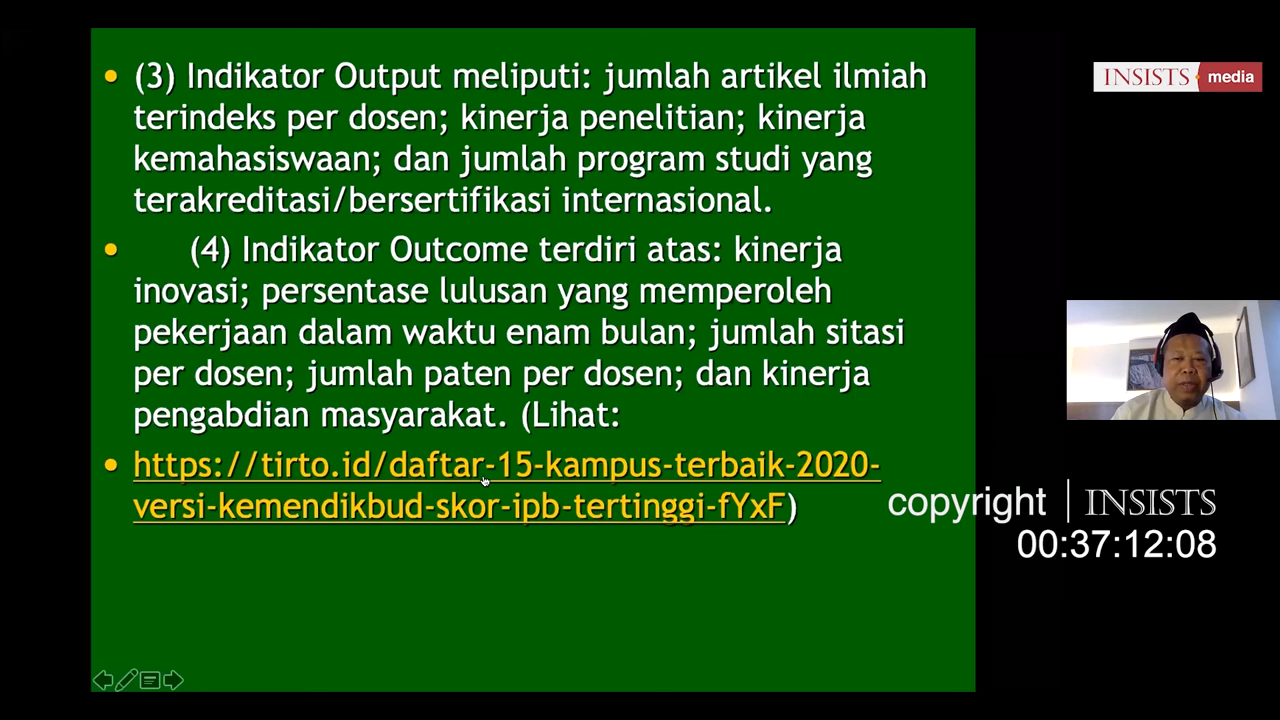 • (3) Indikator Output meliputi: jumlah artikel ilmiah
terindeks per dosen; kinerja penelitian; kinerja
kemahasiswaan; dan jumlah program studi yang
terakreditasi/bersertifikasi internasional.
• (4) Indikator Outcome terdiri atas: kinerja
inovasi; persentase lulusan yang memperoleh
pekerjaan dalam waktu enam bulan; jumlah sitasi
per dosen; jumlah paten per dosen; dan kinerja
pengabdian masyarakat. (Lihat:
• https://tirto.id/daftar-15-kampus-terbaik-2020-
versi-kemendikbud-skor-ipb-tertinggi-fYxF)
INSISTS media
copyright | INSISTS
00:37:12:08